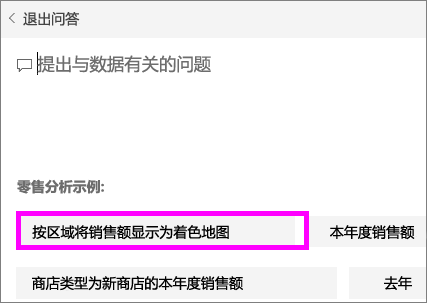 退出问答
提出与数据有关的问题
零售分析示例:
按区域将销售额显示为着色地图
本年度销售额
商店类型为新商店的本年度销售额
去年